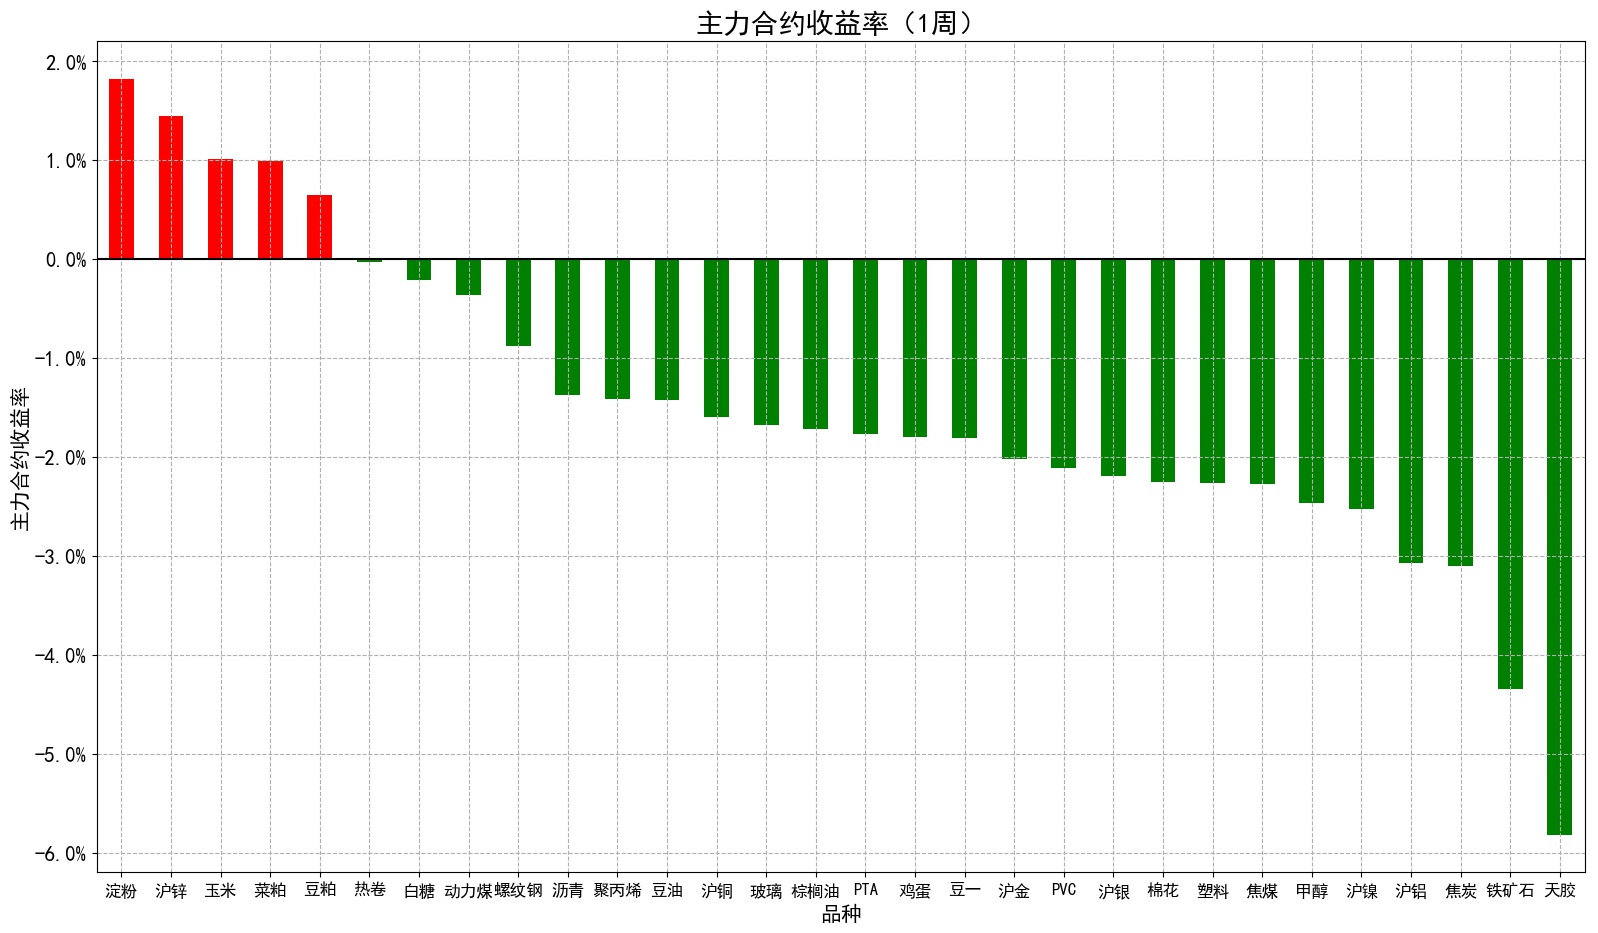 主力合约收益率（1周）
主力合约收益率
2.0%
1.0%
0.0%
−1.0%
−2.0%
−3.0%
−4.0%
−5.0%
−6.0%
淀粉 沪锌 玉米 菜粕 豆粕 热卷 白糖 动力煤 螺纹钢 沥青 聚丙烯 豆油 沪铜 玻璃 棕榈油 PTA 鸡蛋 豆一 沪金 PVC 沪银 棉花 塑料 焦煤 甲醇 沪镍 沪铝 焦炭 铁矿石 天胶
品种